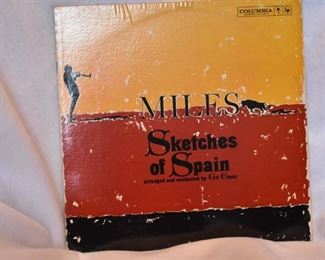 COLUMBIA
MILES
Sketches
of Spain
arranged and conducted by Gil Evans